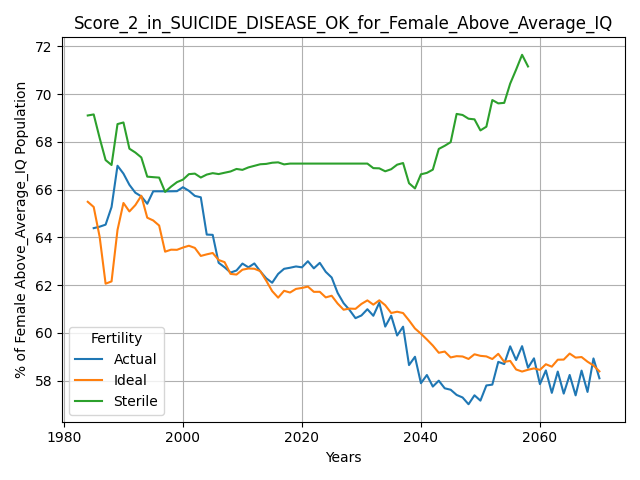 Score_2_in_SUICIDE_DISEASE_OK_for_Female_Above_Average_IQ
% of Female Above_Average_IQ Population
72
70
68
66
64
62
60
58
Fertility
Actual
Ideal
Sterile
1980 2000 2020 2040 2060
Years